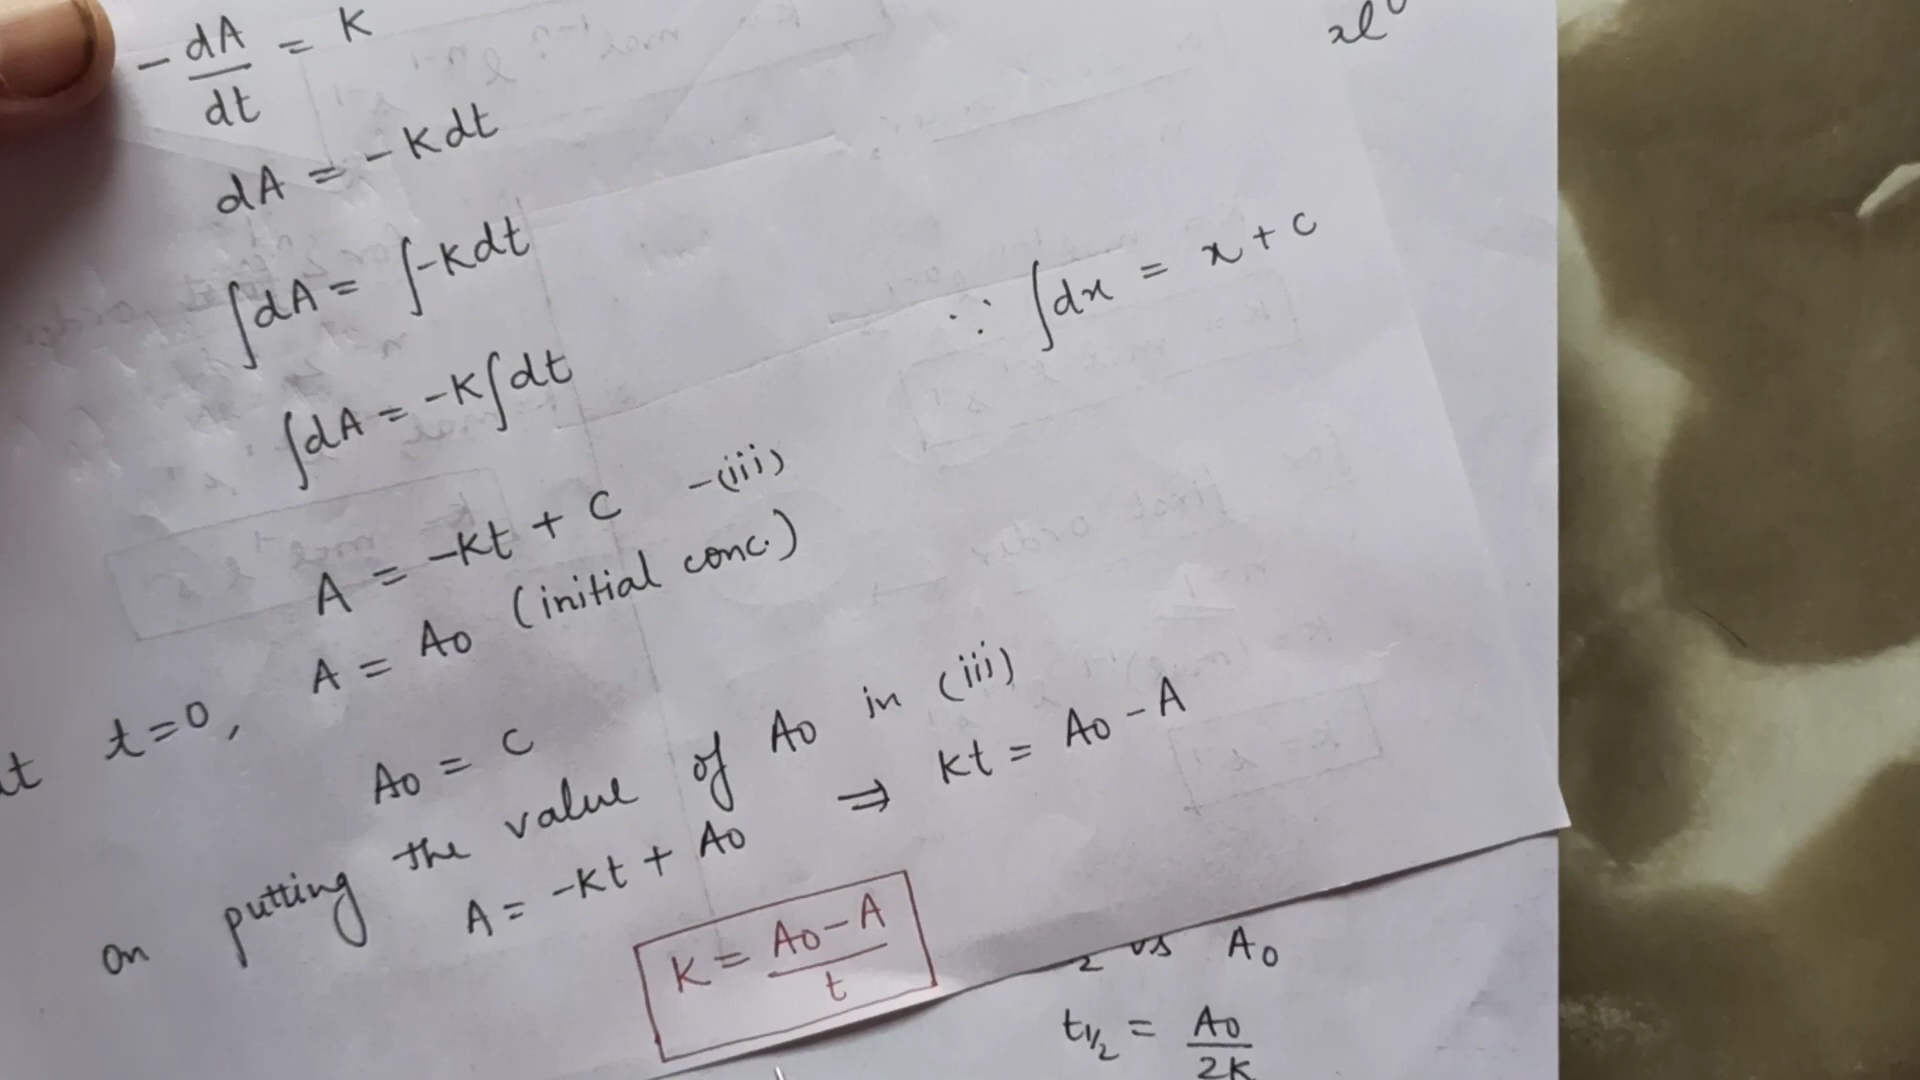 -dA/dt = K
dA = -Kdt
∫dA = ∫-Kdt
∵ ∫dx = x + c
∫dA = -K∫dt
A = -Kt + C -(iii)
t=0, A = A0 (initial conc.)
A0 = C
on putting the value of A0 in (iii)
A = -Kt + A0 ⇒ Kt = A0 - A
K = A0-A/t
2 vs A0
t1/2 = A0/2K